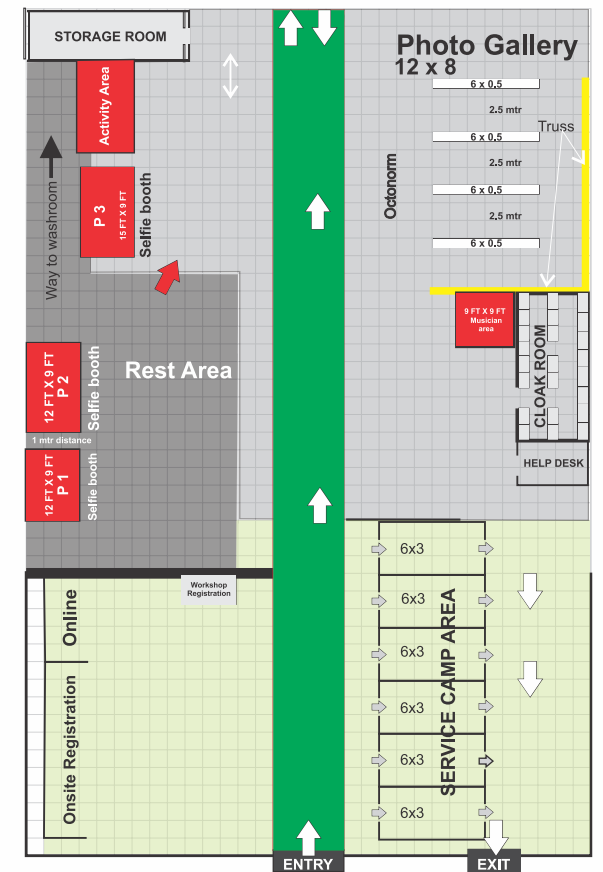 STORAGE ROOM
Photo Gallery
12 x 8
6 x 0.5
2.5 mtr
6 x 0.5
2.5 mtr
6 x 0.5
2.5 mtr
6 x 0.5
Truss
Octonorm
Activity Area
Way to washroom
P 3
15 FT X 9 FT
Selfie booth
Rest Area
12 FT X 9 FT
P 2
Selfie booth
1 mtr distance
12 FT X 9 FT
P 1
Selfie booth
9 FT X 9 FT
Musician
area
CLOAK ROOM
HELP DESK
Workshop
Registration
Online
Onsite Registration
6x3
6x3
6x3
6x3
6x3
6x3
SERVICE CAMP AREA
ENTRY
EXIT